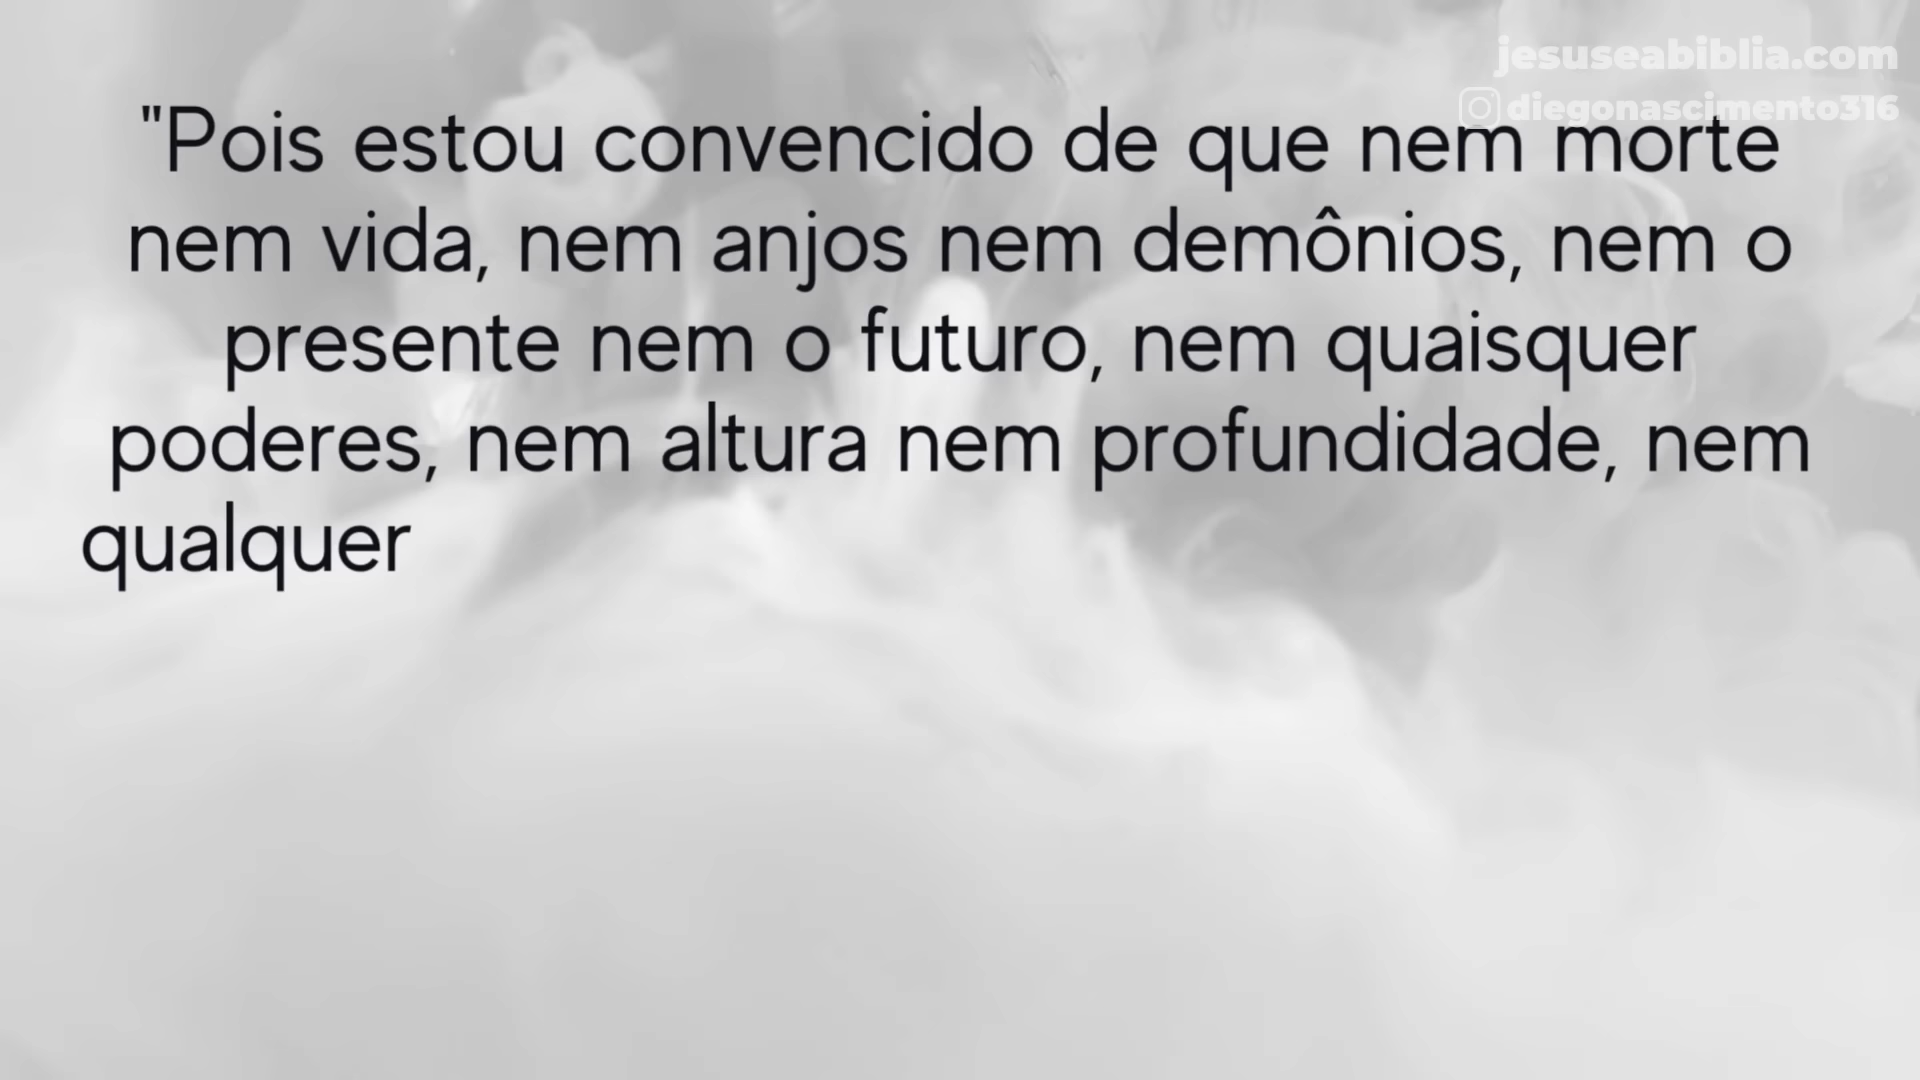 jesuseabiblia.com
diegonascimento316
"Pois estou convencido de que nem morte
nem vida, nem anjos nem demônios, nem o
presente nem o futuro, nem quaisquer
poderes, nem altura nem profundidade, nem
qualquer